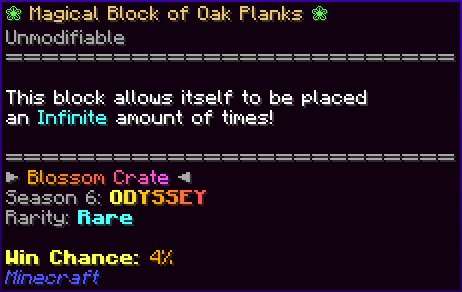 ❀ Magical Block of Oak Planks ❀
Unmodifiable
================================
This block allows itself to be placed
an Infinite amount of times!
================================
► Blossom Crate ◄
Season 6: ODYSSEY
Rarity: Rare
Win Chance: 4%
Minecraft